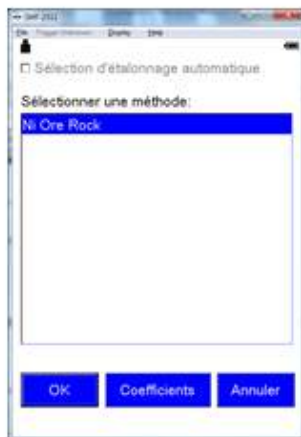 Sélection d'étalonnage automatique
Sélectionner une méthode:
Ni Ore Rock
OK
Coefficients
Annuler